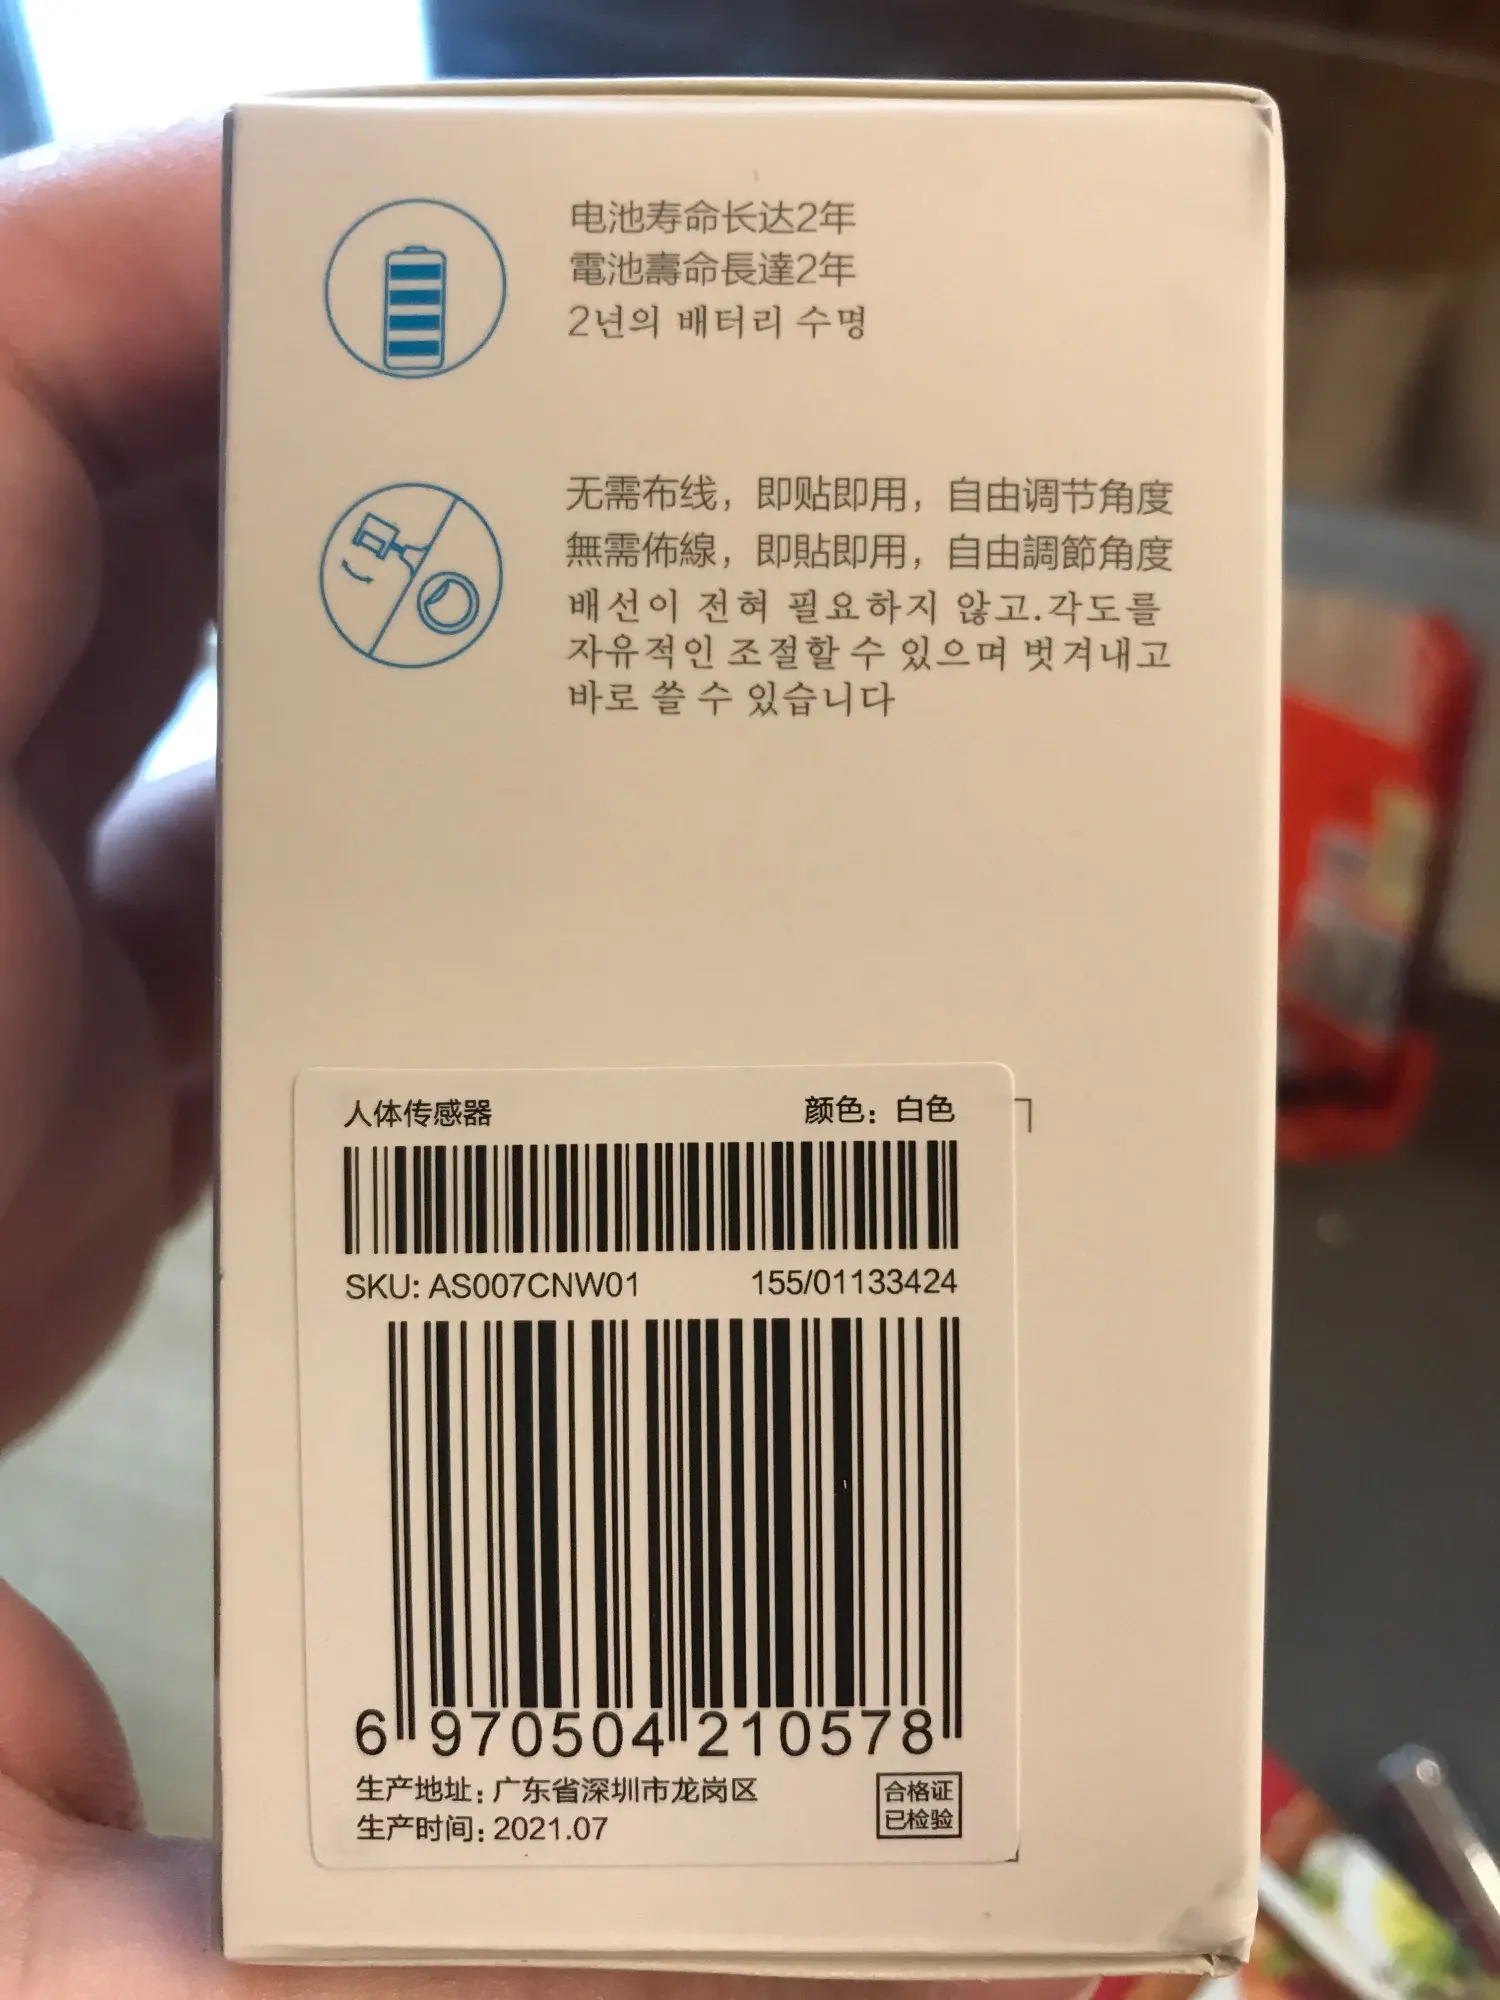 电池寿命长达2年
電池壽命長達2年
2년의 배터리 수명
无需布线，即贴即用，自由调节角度
無需佈線，即貼即用，自由調節角度
배선이 전혀 필요하지 않고.각도를
자유적인 조절할 수 있으며 벗겨내고
바로 쓸 수 있습니다
人体传感器 颜色：白色
SKU: AS007CNW01 155/01133424
6 970504 210578
生产地址：广东省深圳市龙岗区
生产时间：2021.07
合格证
已检验